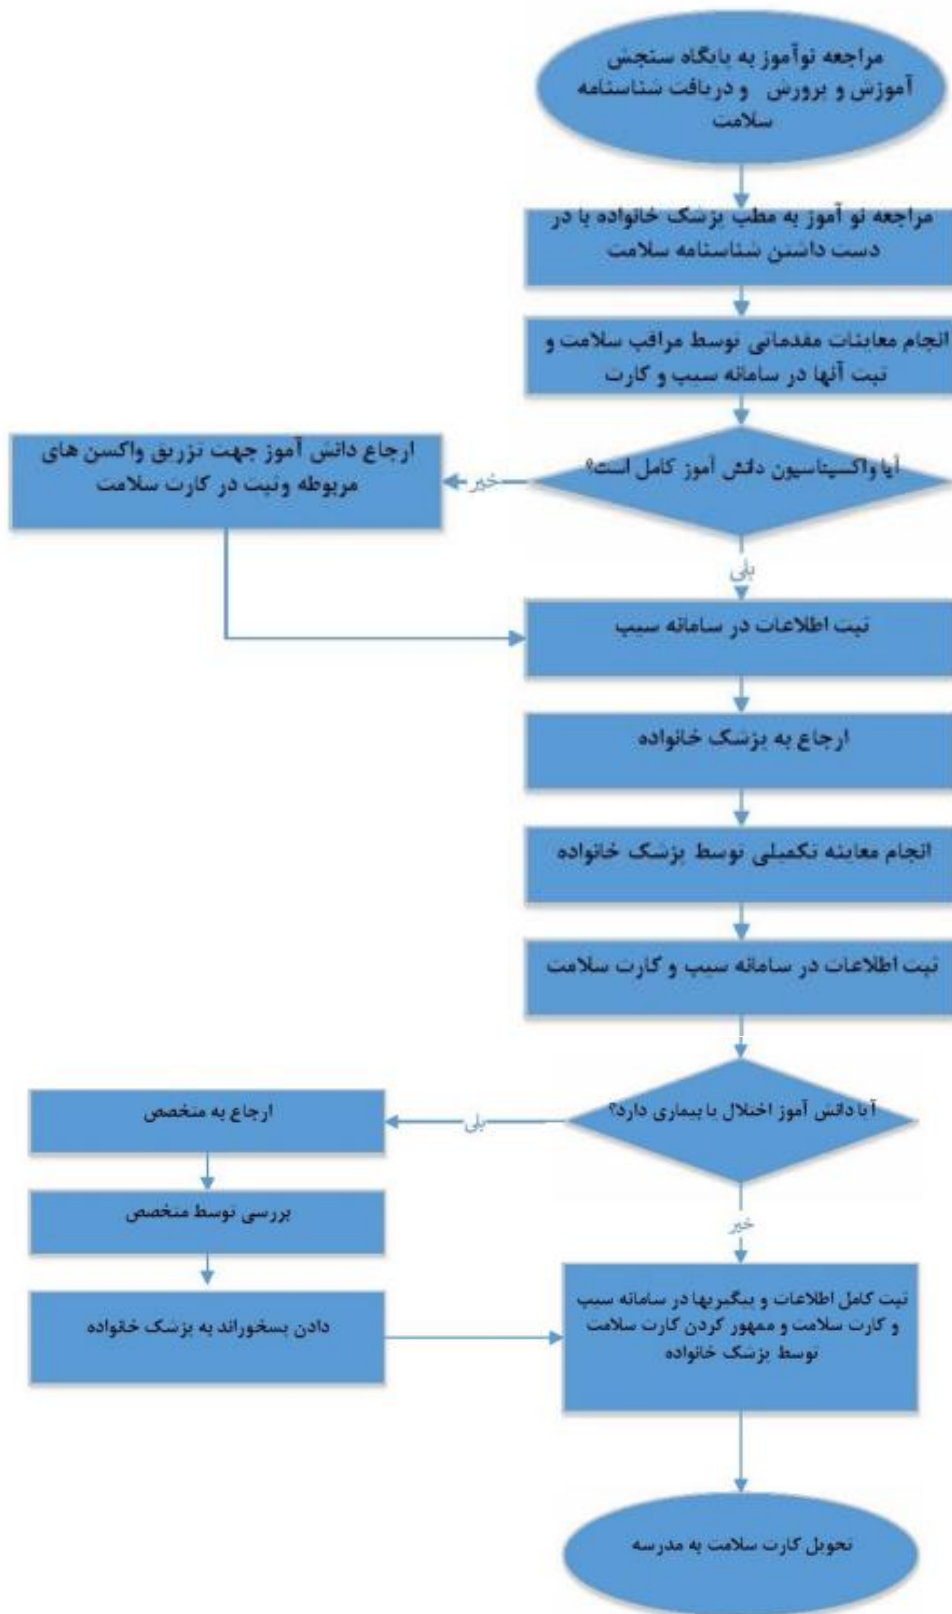 مراجعه نوآموز به پایگاه سنجش
آموزش و پرورش و دریافت شناسنامه
سلامت
مراجعه نو آموز به مطب پزشک خانواده با در
دست داشتن شناسنامه سلامت
انجام معاینات مقدماتی توسط مراقب سلامت و
ثبت آنها در سامانه سیب و کارت
آیا واکسیناسیون دانش آموز کامل است؟
خیر
ارجاع دانش آموز جهت تزریق واکسن های
مربوطه وثبت در کارت سلامت
بلی
ثبت اطلاعات در سامانه سیب
ارجاع به پزشک خانواده
انجام معاینه تکمیلی توسط پزشک خانواده
ثبت اطلاعات در سامانه سیب و کارت سلامت
آیا دانش آموز اختلال یا بیماری دارد؟
بلی
ارجاع به متخصص
بررسی توسط متخصص
دادن پسخوراند به پزشک خانواده
خیر
ثبت کامل اطلاعات و پیگیریها در سامانه سیب
و کارت سلامت و ممهور کردن کارت سلامت
توسط پزشک خانواده
تحویل کارت سلامت به مدرسه